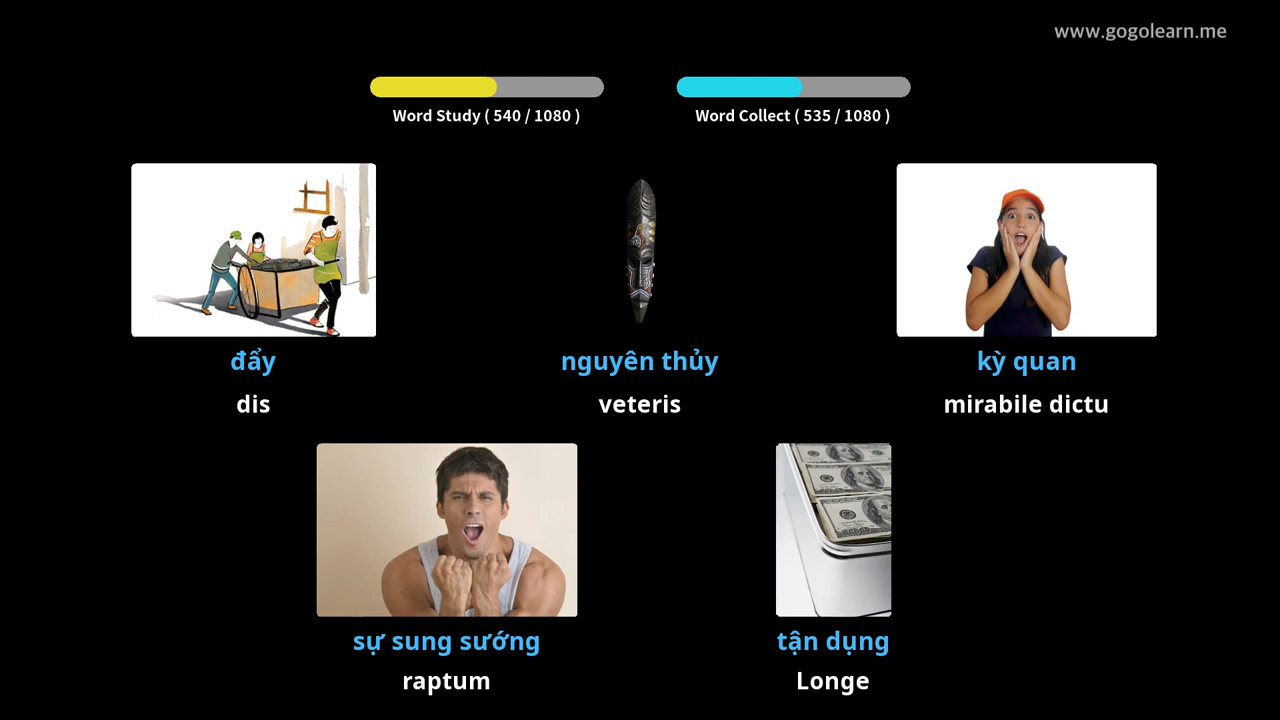 www.gogolearn.me
Word Study ( 540 / 1080 )
Word Collect ( 535 / 1080 )
đẩy
nguyên thủy
kỳ quan
dis
veteris
mirabile dictu
sự sung sướng
tận dụng
raptum
Longe